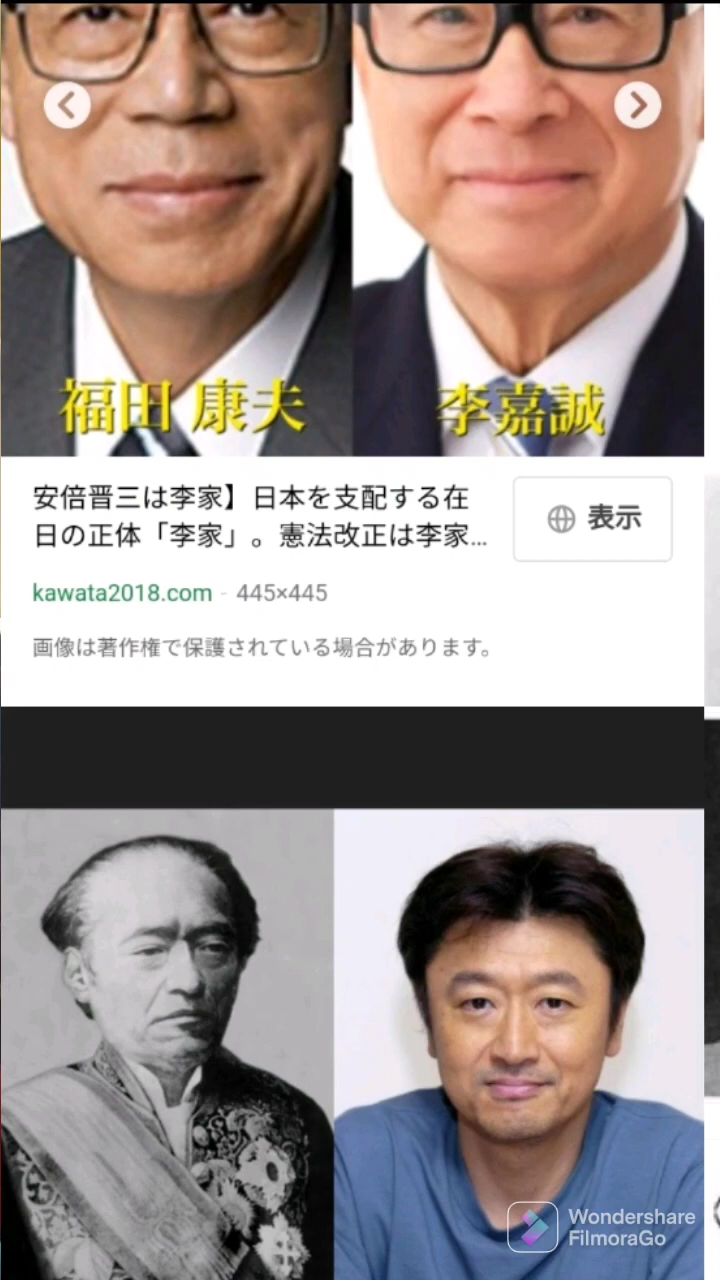 福田 康夫
李嘉誠
安倍晋三は李家】日本を支配する在
日の正体「李家」。憲法改正は李家...
表示
kawata2018.com - 445×445
画像は著作権で保護されている場合があります。
Wondershare
FilmoraGo